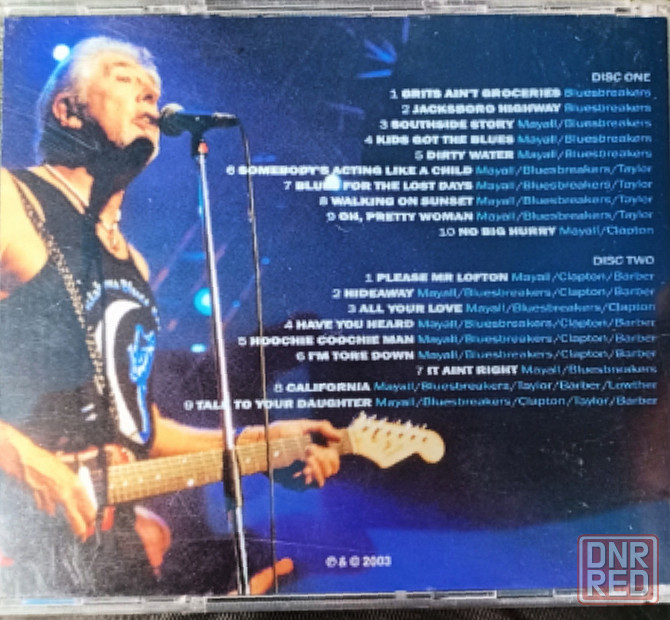 DISC ONE
1 GRITS AIN'T GROCERIES Bluesbreakers
2 JACKSBORO HIGHWAY Bluesbreakers
3 SOUTHSIDE STORY Mayall/Bluesbreakers
4 KIDS GOT THE BLUES Mayall/Bluesbreakers
5 DIRTY WATER Mayall/Bluesbreakers
6 SOMEBODY'S ACTING LIKE A CHILD Mayall/Bluesbreakers/Taylor
7 BLUES FOR THE LOST DAYS Mayall/Bluesbreakers/Taylor
8 WALKING ON SUNSET Mayall/Bluesbreakers/Taylor
9 OH, PRETTY WOMAN Mayall/Bluesbreakers/Taylor
10 NO BIG HURRY Mayall/Clapton
DISC TWO
1 PLEASE MR LOFTON Mayall/Clapton/Barber
2 HIDEAWAY Mayall/Bluesbreakers/Clapton/Barber
3 ALL YOUR LOVE Mayall/Bluesbreakers/Clapton
4 HAVE YOU HEARD Mayall/Bluesbreakers/Clapton/Barber
5 HOOCHIE COOCHIE MAN Mayall/Bluesbreakers/Clapton/Barber
6 I'M TORE DOWN Mayall/Bluesbreakers/Clapton/Barber
7 IT AINT RIGHT Mayall/Bluesbreakers
8 CALIFORNIA Mayall/Bluesbreakers/Taylor/Barber/Lowther
9 TALK TO YOUR DAUGHTER Mayall/Bluesbreakers/Clapton/Taylor/Barber
℗ & © 2003
DNR
RED